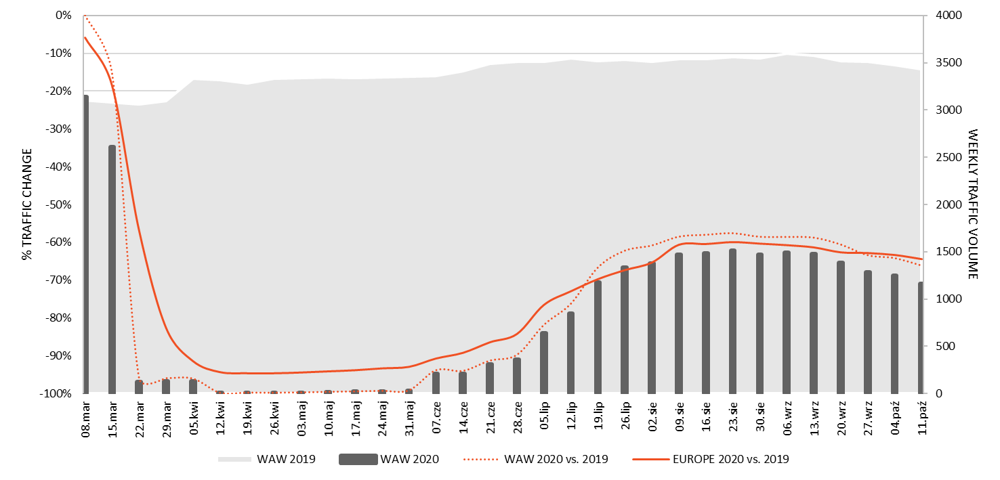 0%
-10%
-20%
-30%
-40%
-50%
-60%
-70%
-80%
-90%
-100%
% TRAFFIC CHANGE
4000
3500
3000
2500
2000
1500
1000
500
0
WEEKLY TRAFFIC VOLUME
08.mar
15.mar
22.mar
29.mar
05.kwi
12.kwi
19.kwi
26.kwi
03.maj
10.maj
17.maj
24.maj
31.maj
07.cze
14.cze
21.cze
28.cze
05.lip
12.lip
19.lip
26.lip
02.sie
09.sie
16.sie
23.sie
30.sie
06.wrz
13.wrz
20.wrz
27.wrz
04.paź
11.paź
WAW 2019 WAW 2020 WAW 2020 vs. 2019 EUROPE 2020 vs. 2019